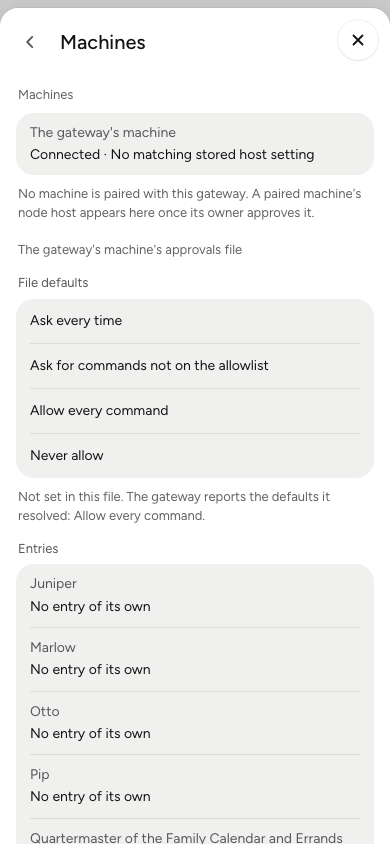 Machines
Machines
The gateway's machine
Connected · No matching stored host setting
No machine is paired with this gateway. A paired machine's
node host appears here once its owner approves it.
The gateway's machine's approvals file
File defaults
Ask every time
Ask for commands not on the allowlist
Allow every command
Never allow
Not set in this file. The gateway reports the defaults it
resolved: Allow every command.
Entries
Juniper
No entry of its own
Marlow
No entry of its own
Otto
No entry of its own
Pip
No entry of its own
Quartermaster of the Family Calendar and Errands